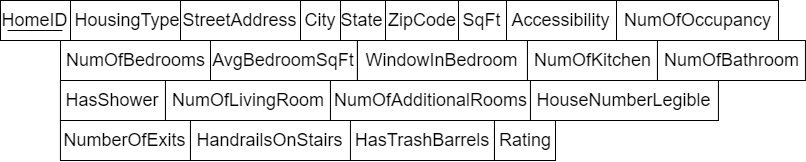 HomeID HousingType StreetAddress City State ZipCode SqFt Accessibility NumOfOccupancy
NumOfBedrooms AvgBedroomSqFt WindowInBedroom NumOfKitchen NumOfBathroom
HasShower NumOfLivingRoom NumOfAdditionalRooms HouseNumberLegible
NumberOfExits HandrailsOnStairs HasTrashBarrels Rating